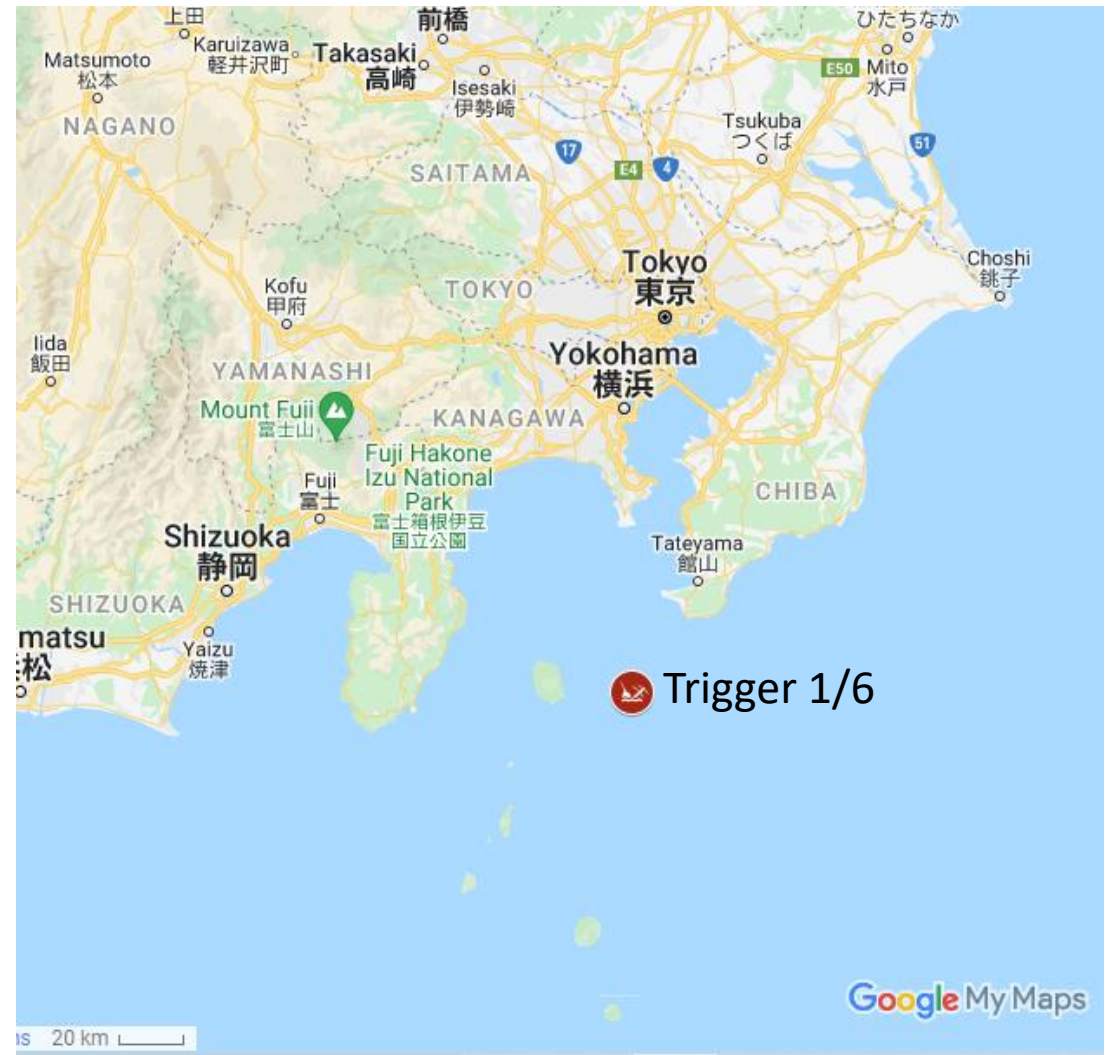 上田
前橋
ひたちなか
Karuizawa
軽井沢町
Takasaki
高崎
Matsumoto
松本
Isesaki
伊勢崎
E50
Mito
水戸
NAGANO
Tsukuba
つくば
17
51
SAITAMA
E4
4
Tokyo
東京
Choshi
銚子
Kofu
甲府
TOKYO
Iida
飯田
Yokohama
横浜
YAMANASHI
Mount Fuji
富士山
KANAGAWA
Fuji Hakone
Izu National
Park
富士箱根伊豆
国立公園
Fuji
富士
CHIBA
Shizuoka
静岡
Tateyama
館山
SHIZUOKA
matsu
松
Yaizu
焼津
Trigger 1/6
Google My Maps
20 km